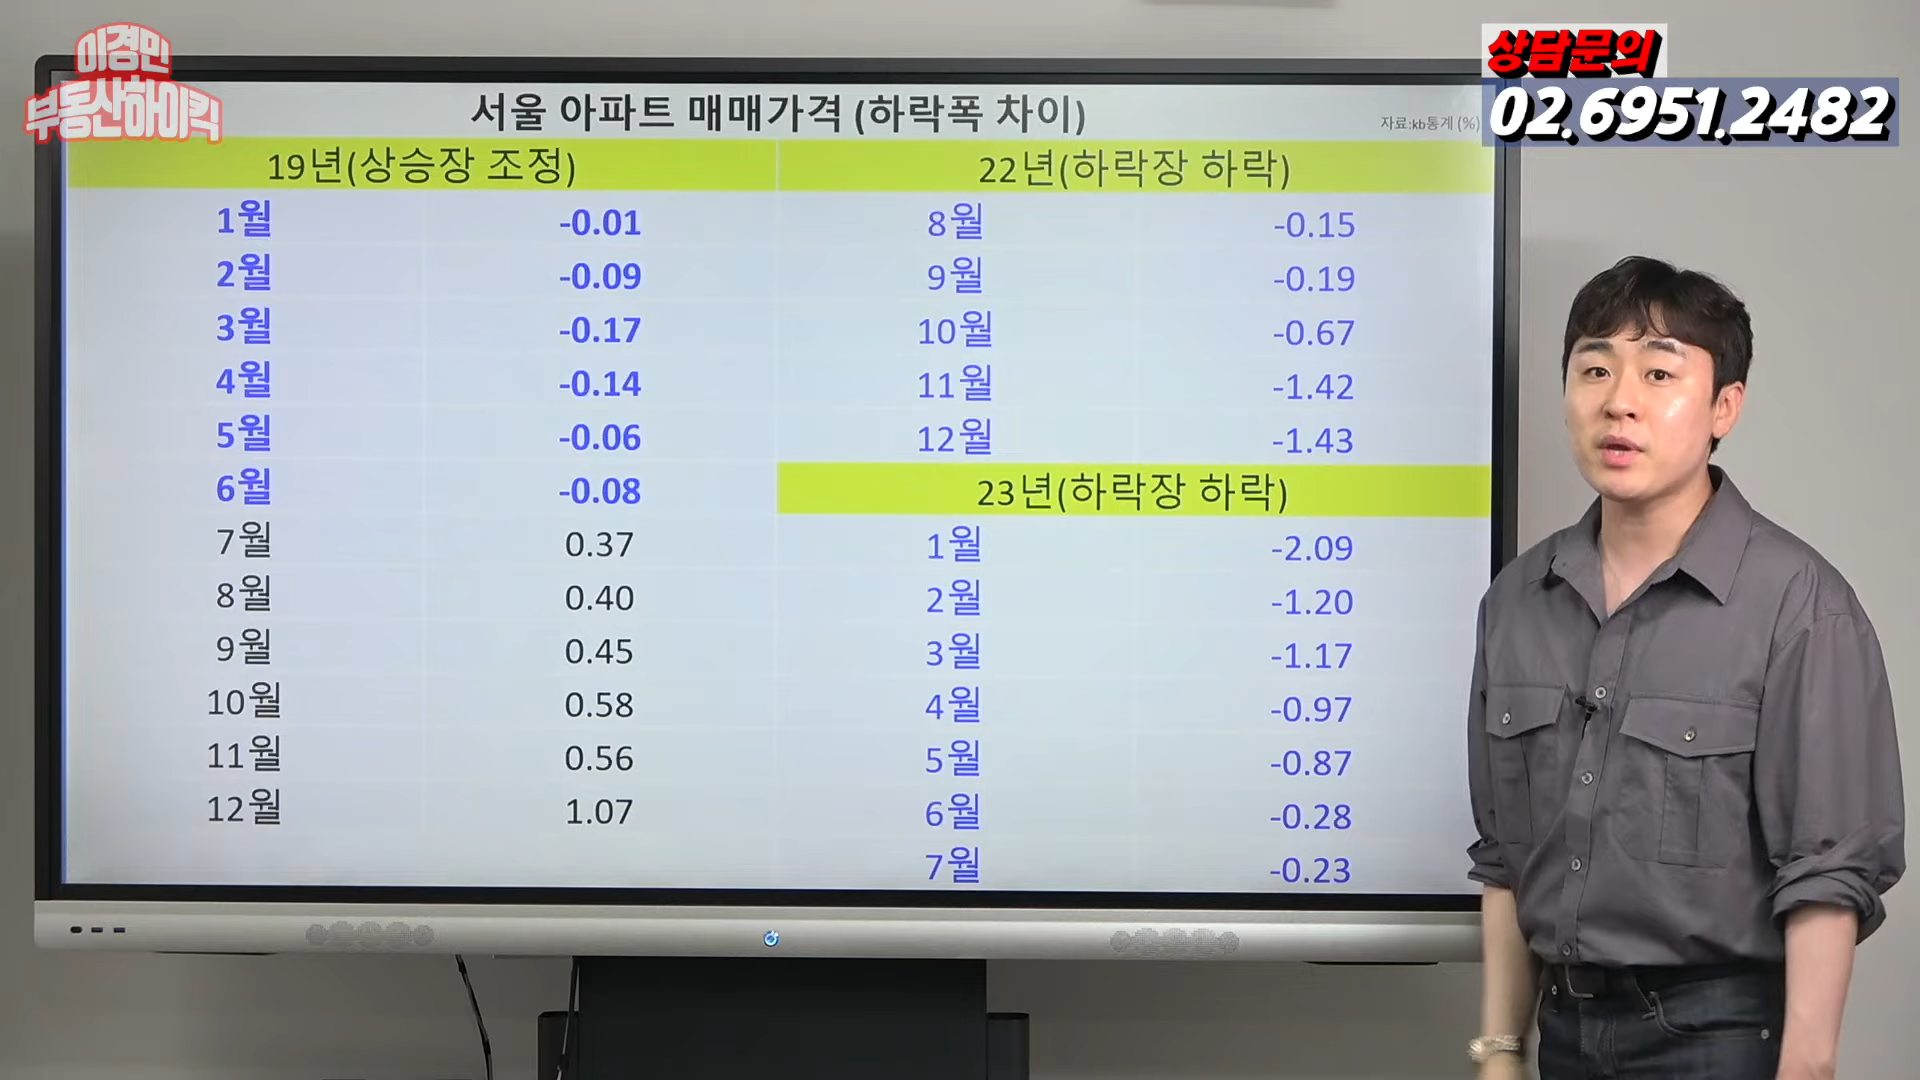 이경민
부동산하이킥
상담문의
02.6951.2482
서울 아파트 매매가격 (하락폭 차이)
자료:kb통계 (%)
19년(상승장 조정)
1월 -0.01
2월 -0.09
3월 -0.17
4월 -0.14
5월 -0.06
6월 -0.08
7월 0.37
8월 0.40
9월 0.45
10월 0.58
11월 0.56
12월 1.07
22년(하락장 하락)
8월 -0.15
9월 -0.19
10월 -0.67
11월 -1.42
12월 -1.43
23년(하락장 하락)
1월 -2.09
2월 -1.20
3월 -1.17
4월 -0.97
5월 -0.87
6월 -0.28
7월 -0.23